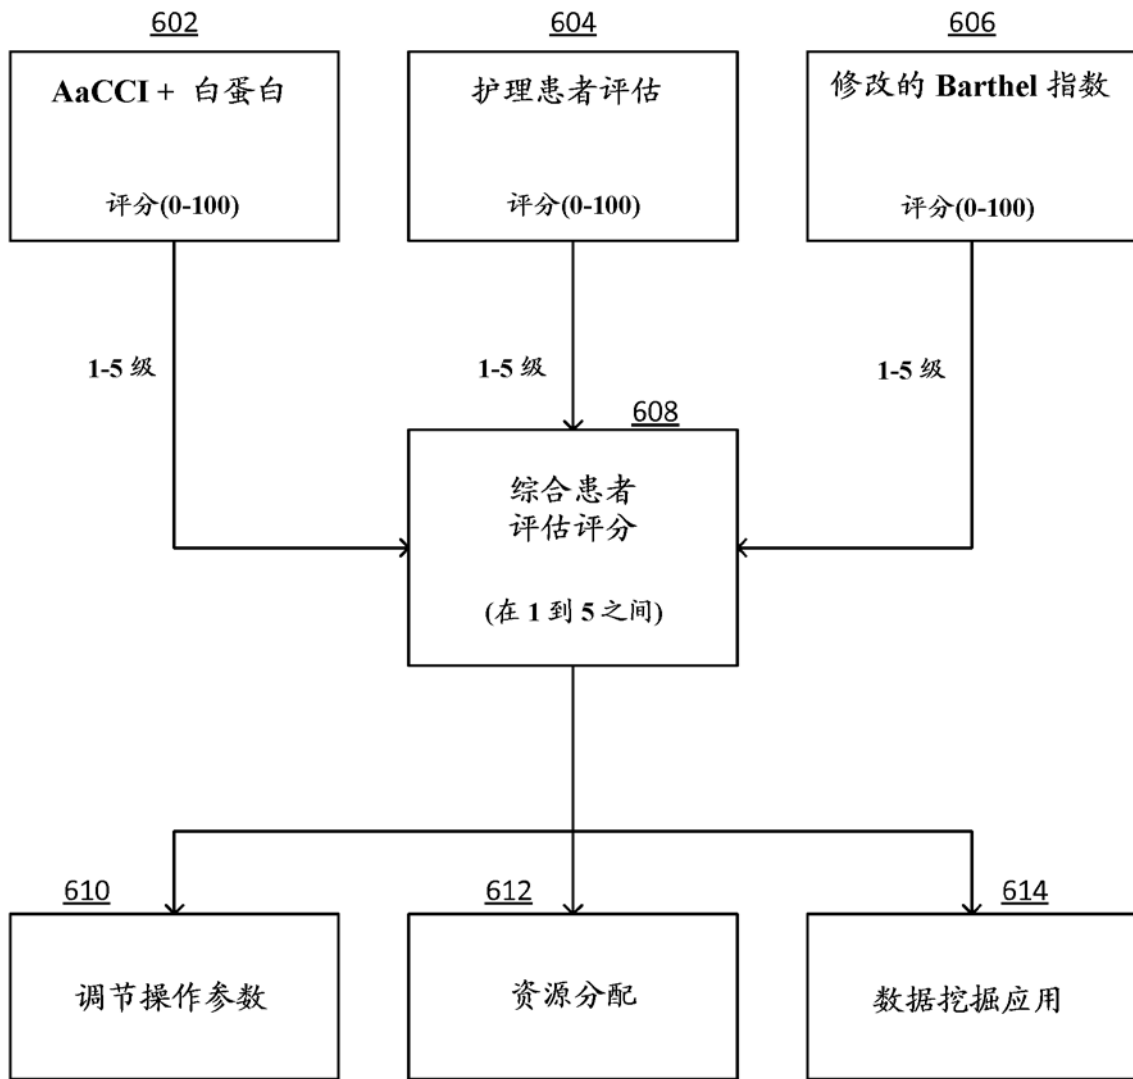 602
604
606
AaCCI + 白蛋白
护理患者评估
修改的 Barthel 指数
评分(0-100)
评分(0-100)
评分(0-100)
1-5 级
1-5 级
1-5 级
608
综合患者
评估评分
(在 1 到 5 之间)
610
612
614
调节操作参数
资源分配
数据挖掘应用